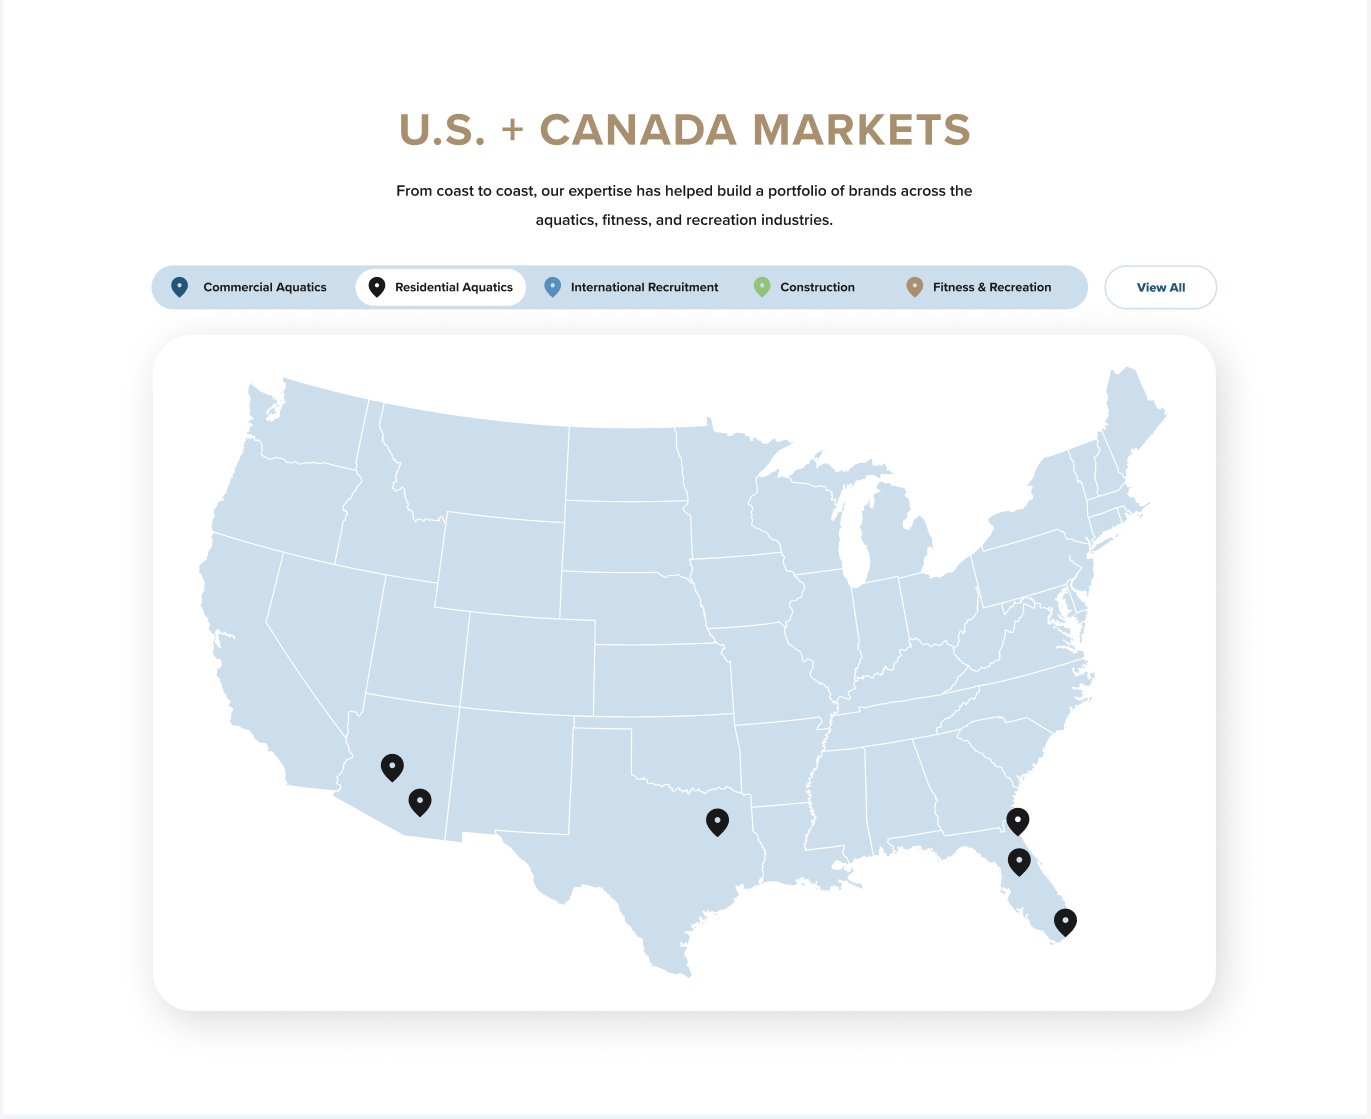 U.S. + CANADA MARKETS
From coast to coast, our expertise has helped build a portfolio of brands across the
aquatics, fitness, and recreation industries.
Commercial Aquatics
Residential Aquatics
International Recruitment
Construction
Fitness & Recreation
View All